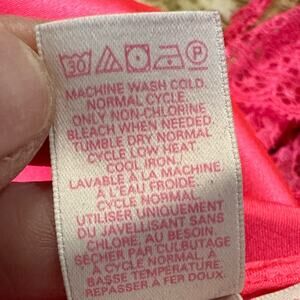 30 P
MACHINE WASH COLD.
NORMAL CYCLE.
ONLY NON-CHLORINE
BLEACH WHEN NEEDED.
TUMBLE DRY NORMAL
CYCLE LOW HEAT.
COOL IRON./
LAVABLE À LA MACHINE
À L'EAU FROIDE.
CYCLE NORMAL.
UTILISER UNIQUEMENT
DU JAVELLISANT SANS
CHLORE, AU BESOIN
SÉCHER PAR CULBUTAGE
À CYCLE NORMAL, À
BASSE TEMPÉRATURE.
REPASSER À FER DOUX.